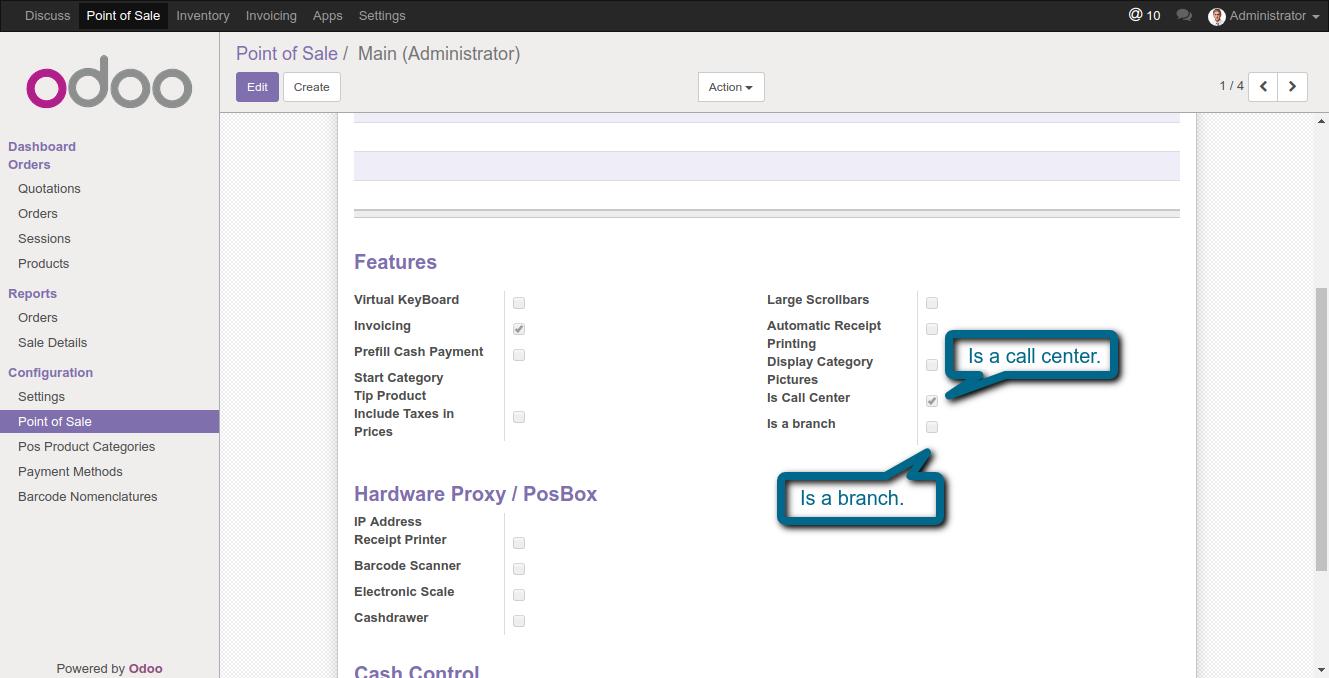 Discuss Point of Sale Inventory Invoicing Apps Settings @ 10 Administrator
odoo
Dashboard
Orders
Quotations
Orders
Sessions
Products
Reports
Orders
Sale Details
Configuration
Settings
Point of Sale
Pos Product Categories
Payment Methods
Barcode Nomenclatures
Powered by Odoo
Point of Sale / Main (Administrator)
Edit Create Action 1 / 4
Features
Virtual KeyBoard
Invoicing
Prefill Cash Payment
Start Category
Tip Product
Include Taxes in
Prices
Large Scrollbars
Automatic Receipt
Printing
Display Category
Pictures
Is Call Center
Is a branch
Is a call center.
Is a branch.
Hardware Proxy / PosBox
IP Address
Receipt Printer
Barcode Scanner
Electronic Scale
Cashdrawer
Cash Control